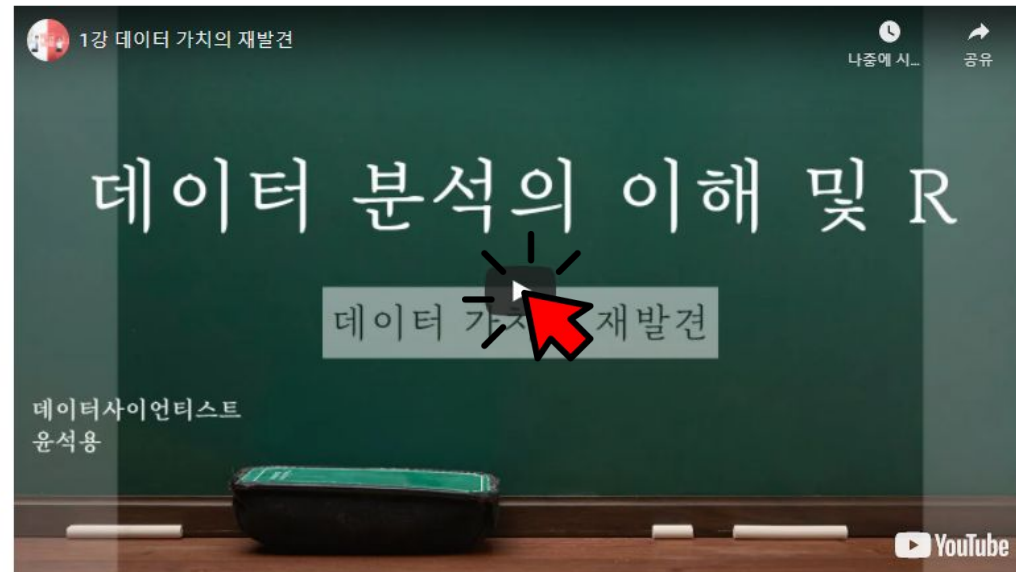 1강 데이터 가치의 재발견
나중에 시...
공유
데이터 분석의 이해 및 R
데이터 가치 재발견
데이터사이언티스트
윤석용
YouTube